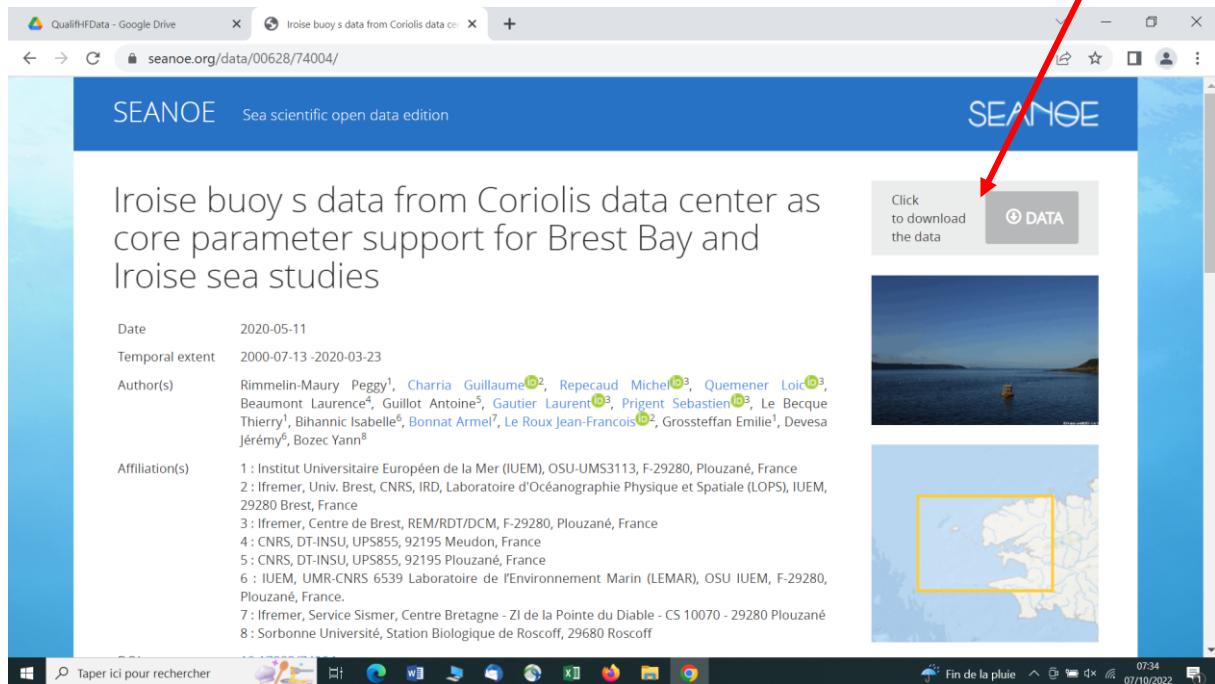 QualifHFData - Google Drive
Iroise buoy s data from Coriolis data cen
seanoe.org/data/00628/74004/
SEANOE Sea scientific open data edition
SEANOE
Iroise buoy s data from Coriolis data center as
core parameter support for Brest Bay and
Iroise sea studies
Click
to download
the data
DATA
Date 2020-05-11
Temporal extent 2000-07-13 -2020-03-23
Author(s) Rimmelin-Maury Peggy1, Charria Guillaume2, Repecaud Michel3, Quemener Loic3,
Beaumont Laurence4, Guillot Antoine5, Gautier Laurent3, Prigent Sebastien3, Le Becque
Thierry1, Bihannic Isabelle6, Bonnat Armel7, Le Roux Jean-Francois2, Grossteffan Emilie1, Devesa
Jérémy6, Bozec Yann8
Affiliation(s) 1 : Institut Universitaire Européen de la Mer (IUEM), OSU-UMS3113, F-29280, Plouzané, France
2 : Ifremer, Univ. Brest, CNRS, IRD, Laboratoire d'Océanographie Physique et Spatiale (LOPS), IUEM,
29280 Brest, France
3 : Ifremer, Centre de Brest, REM/RDT/DCM, F-29280, Plouzané, France
4 : CNRS, DT-INSU, UPS855, 92195 Meudon, France
5 : CNRS, DT-INSU, UPS855, 92195 Plouzané, France
6 : IUEM, UMR-CNRS 6539 Laboratoire de l'Environnement Marin (LEMAR), OSU IUEM, F-29280,
Plouzané, France.
7 : Ifremer, Service Sismer, Centre Bretagne - ZI de la Pointe du Diable - CS 10070 - 29280 Plouzané
8 : Sorbonne Université, Station Biologique de Roscoff, 29680 Roscoff
Taper ici pour rechercher
Fin de la pluie
07:34
07/10/2022